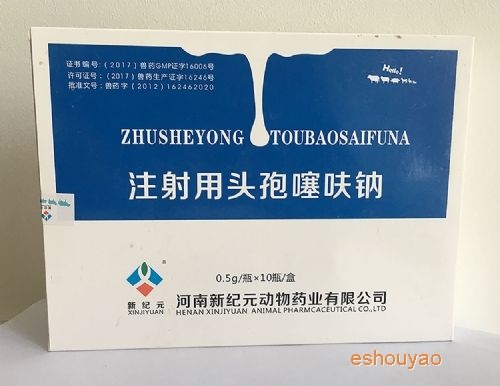 证书编号:(2017)兽药GMP证字16006号
许可证号:(2017)兽药生产证字16246号
批准文号:兽药字(2012)162462020
Hello!
ZHUSHEYONG TOUBAOSAIFUNA
注射用头孢噻呋钠
0.5g/瓶×10瓶/盒
®
新纪元
XINJIYUAN
河南新纪元动物药业有限公司
HENAN XINJIYUAN ANIMAL PHARMCACEUTICAL CO.,LTD
eshouyao